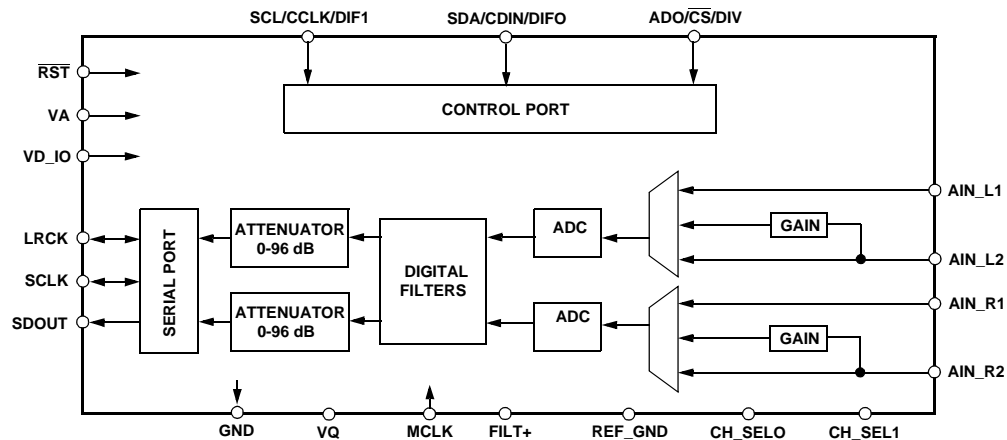 SCL/CCLK/DIF1
SDA/CDIN/DIFO
ADO/CS/DIV
RST
CONTROL PORT
VA
VD_IO
AIN_L1
LRCK
SERIAL PORT
ATTENUATOR
0-96 dB
DIGITAL
FILTERS
ADC
GAIN
AIN_L2
SCLK
AIN_R1
SDOUT
ATTENUATOR
0-96 dB
ADC
GAIN
AIN_R2
GND
VQ
MCLK
FILT+
REF_GND
CH_SELO
CH_SEL1